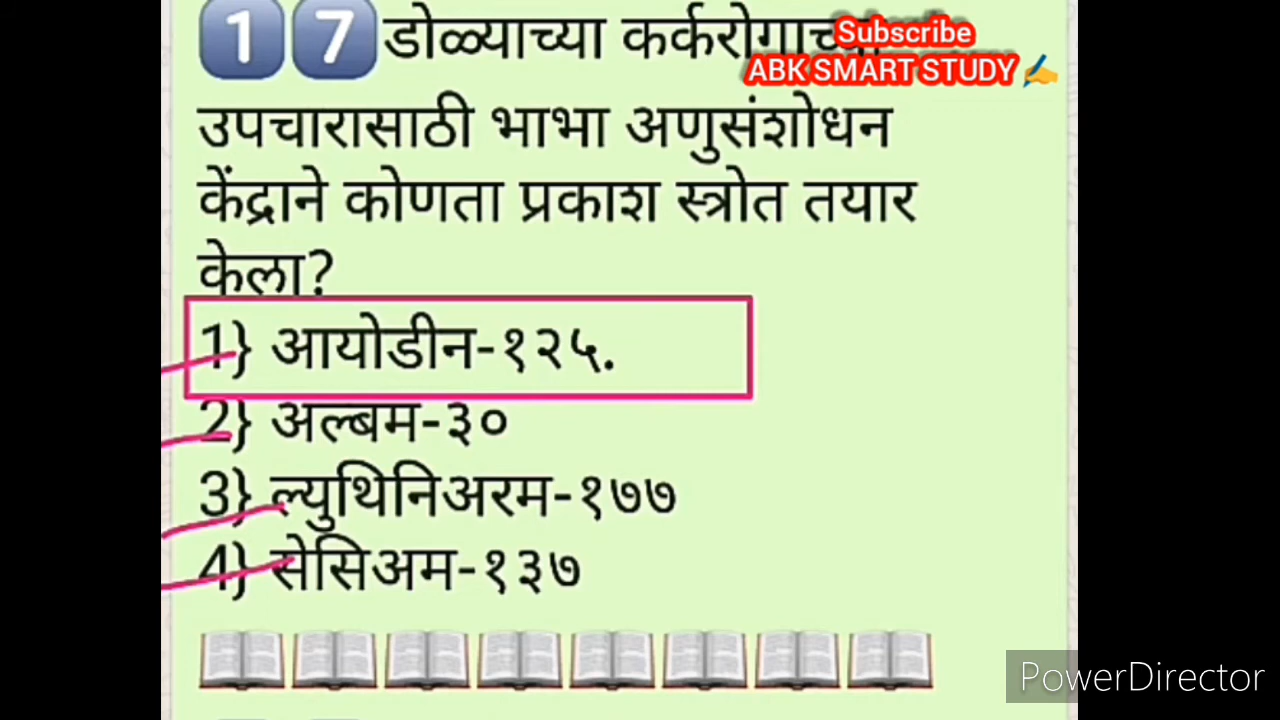 17 डोळ्याच्या कर्करोगाच्या
Subscribe
ABK SMART STUDY ✍️
उपचारासाठी भाभा अणुसंशोधन
केंद्राने कोणता प्रकाश स्त्रोत तयार
केला?
1} आयोडीन-१२५.
2} अल्बम-३०
3} ल्युथिनिअरम-१७७
4} सेसिअम-१३७
PowerDirector